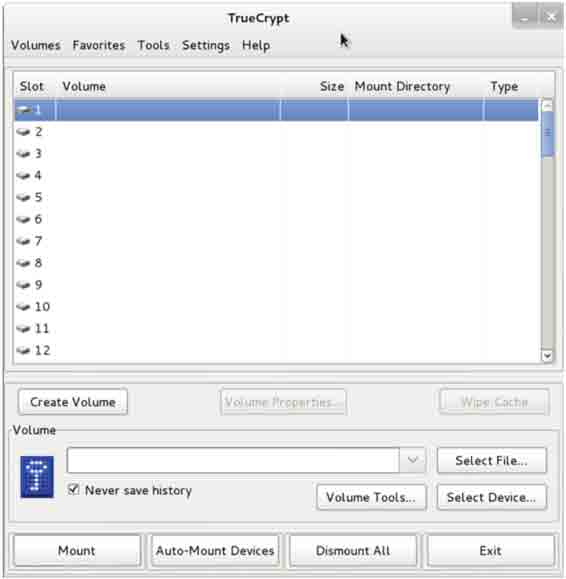 TrueCrypt
Volumes Favorites Tools Settings Help
Slot Volume Size Mount Directory Type
1
2
3
4
5
6
7
8
9
10
11
12
Create Volume Volume Properties... Wipe Cache
Volume
Select File...
Never save history
Volume Tools... Select Device...
Mount Auto-Mount Devices Dismount All Exit